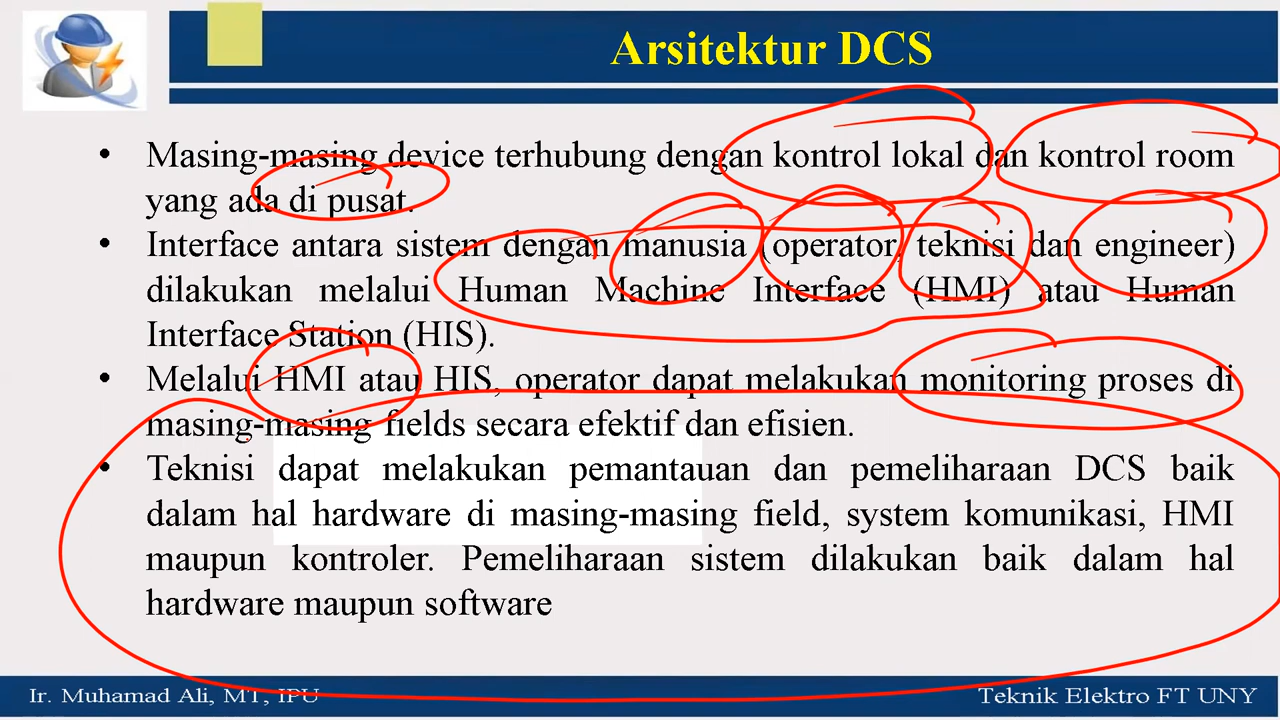 Arsitektur DCS
• Masing-masing device terhubung dengan kontrol lokal dan kontrol room
yang ada di pusat.
• Interface antara sistem dengan manusia (operator, teknisi dan engineer)
dilakukan melalui Human Machine Interface (HMI) atau Human
Interface Station (HIS).
• Melalui HMI atau HIS, operator dapat melakukan monitoring proses di
masing-masing fields secara efektif dan efisien.
• Teknisi dapat melakukan pemantauan dan pemeliharaan DCS baik
dalam hal hardware di masing-masing field, system komunikasi, HMI
maupun kontroler. Pemeliharaan sistem dilakukan baik dalam hal
hardware maupun software
Ir. Muhamad Ali, MT, IPU
Teknik Elektro FT UNY